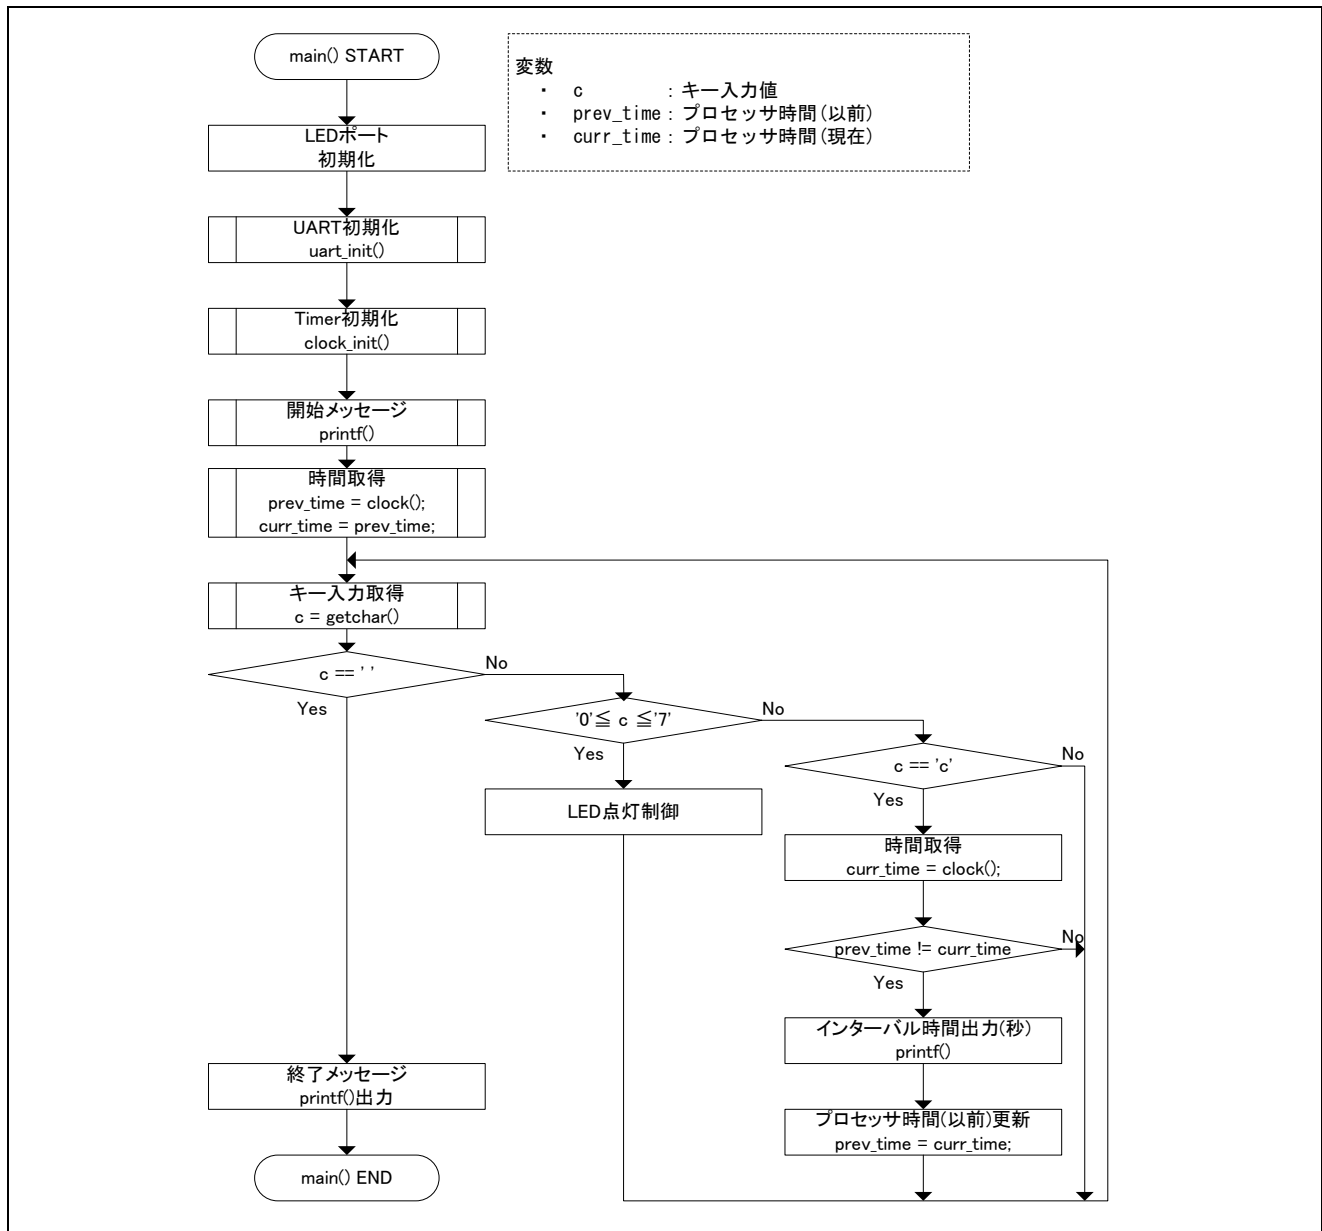 main() START
変数
・ c : キー入力値
・ prev_time : プロセッサ時間(以前)
・ curr_time : プロセッサ時間(現在)
LEDポート
初期化
UART初期化
uart_init()
Timer初期化
clock_init()
開始メッセージ
printf()
時間取得
prev_time = clock();
curr_time = prev_time;
キー入力取得
c = getchar()
c == ' '
No
Yes
'0'≦ c ≦'7'
No
Yes
c == 'c'
No
Yes
LED点灯制御
時間取得
curr_time = clock();
prev_time != curr_time
No
Yes
インターバル時間出力(秒)
printf()
終了メッセージ
printf()出力
プロセッサ時間(以前)更新
prev_time = curr_time;
main() END